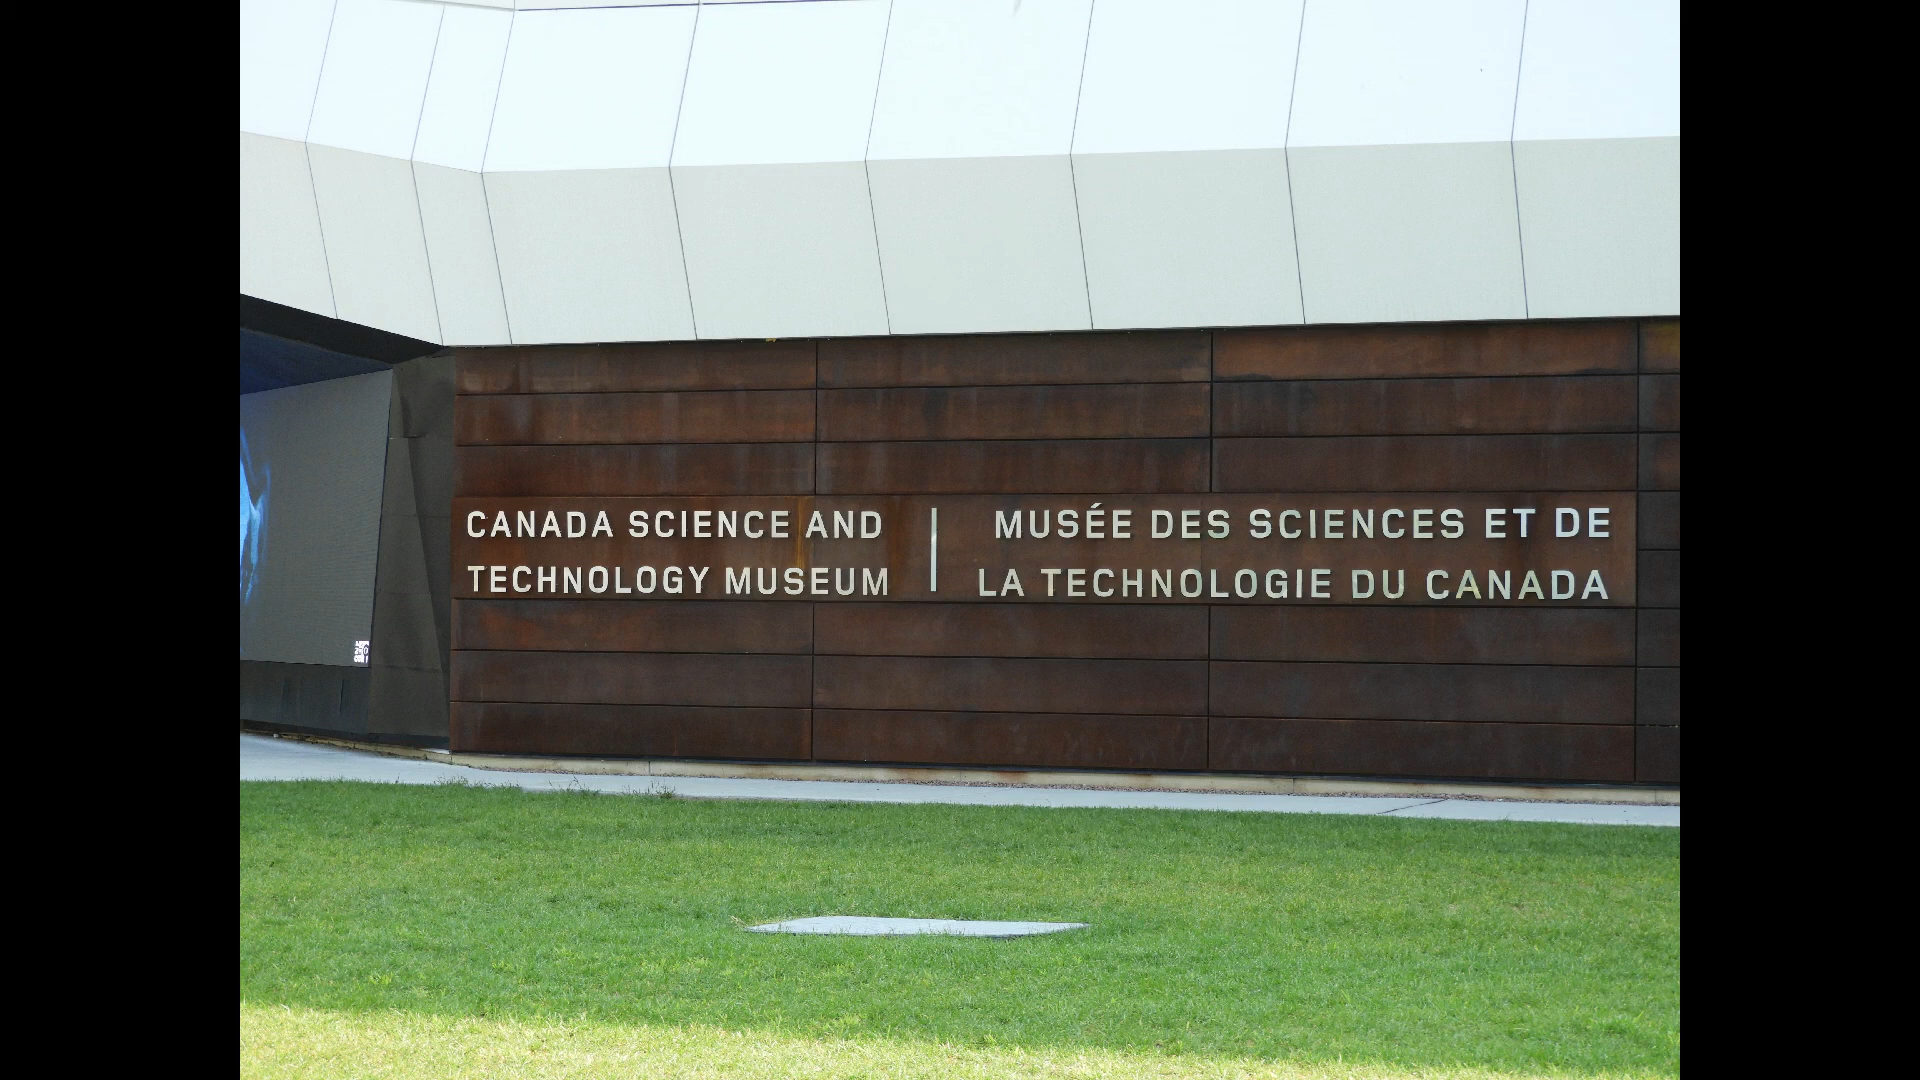 CANADA SCIENCE AND
TECHNOLOGY MUSEUM
MUSÉE DES SCIENCES ET DE
LA TECHNOLOGIE DU CANADA